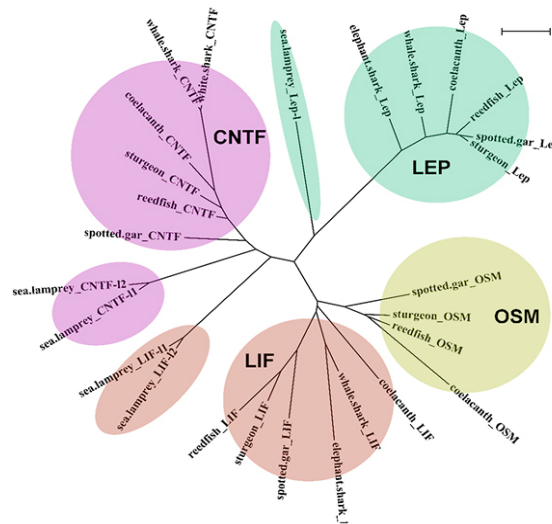 whale.shark_CNTF
white.shark_CNTF
coelacanth_CNTF
CNTF
sturgeon_CNTF
reedfish_CNTF
spotted.gar_CNTF
sea.lamprey_Lep-l
elephant.shark_Lep
whale.shark_Lep
coelacanth_Lep
reedfish_Lep
spotted.gar_Le
sturgeon_Lep
LEP
sea.lamprey_CNTF-l2
sea.lamprey_CNTF-l1
sea.lamprey_LIF-l1
sea.lamprey_LIF-l2
LIF
reedfish_LIF
sturgeon_LIF
spotted.gar_LIF
elephant.shark_
whale.shark_LIF
coelacanth_LIF
spotted.gar_OSM
sturgeon_OSM
reedfish_OSM
OSM
coelacanth_OSM